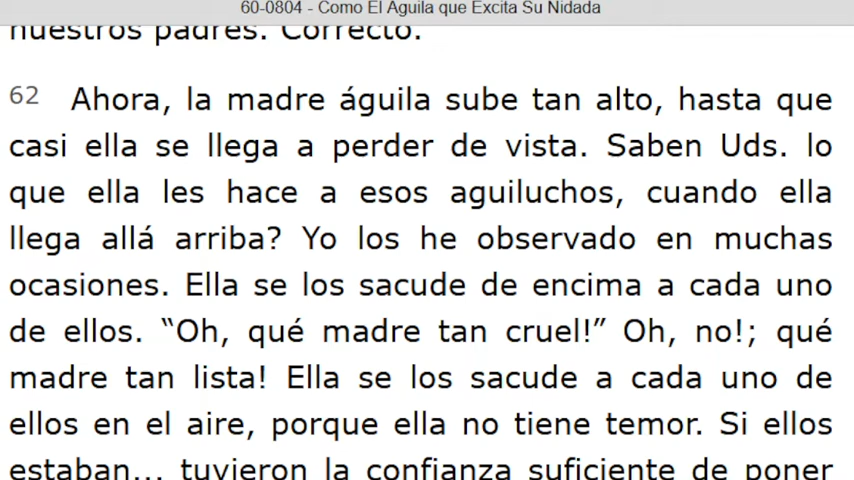 60-0804 - Como El Aguila que Excita Su Nidada
nuestros padres. Correcto.
62 Ahora, la madre águila sube tan alto, hasta que
casi ella se llega a perder de vista. Saben Uds. lo
que ella les hace a esos aguiluchos, cuando ella
llega allá arriba? Yo los he observado en muchas
ocasiones. Ella se los sacude de encima a cada uno
de ellos. “Oh, qué madre tan cruel!” Oh, no!; qué
madre tan lista! Ella se los sacude a cada uno de
ellos en el aire, porque ella no tiene temor. Si ellos
estaban... tuvieron la confianza suficiente de poner